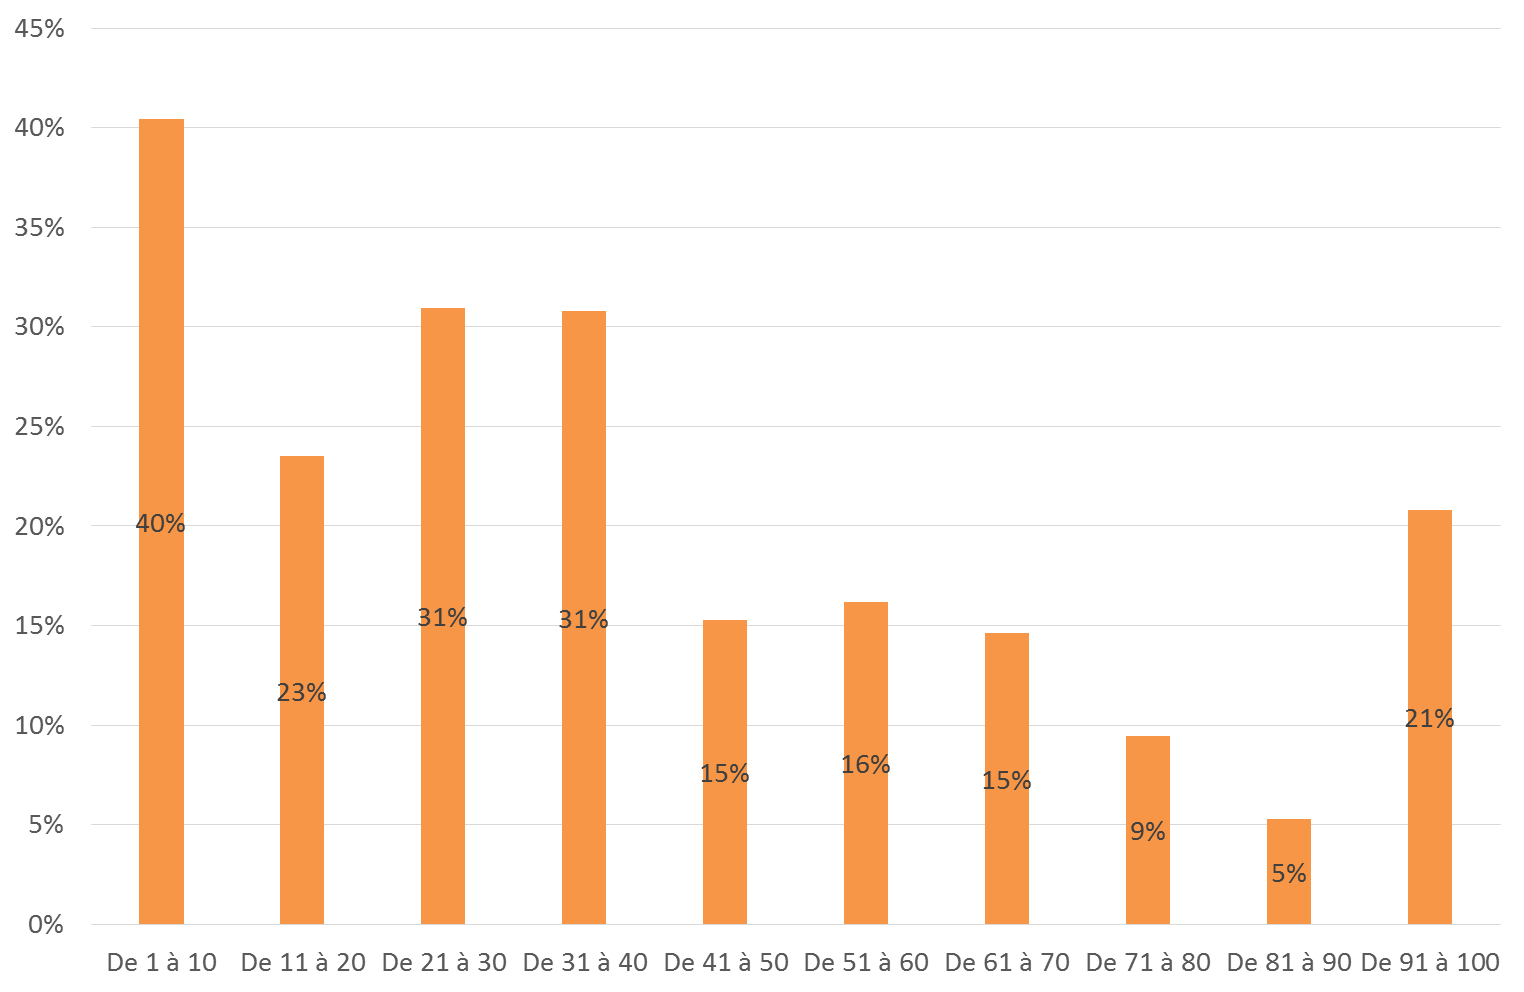 45%
40%
35%
30%
25%
20%
15%
10%
5%
0%
40%
23%
31%
31%
15%
16%
15%
9%
5%
21%
De 1 à 10
De 11 à 20
De 21 à 30
De 31 à 40
De 41 à 50
De 51 à 60
De 61 à 70
De 71 à 80
De 81 à 90
De 91 à 100